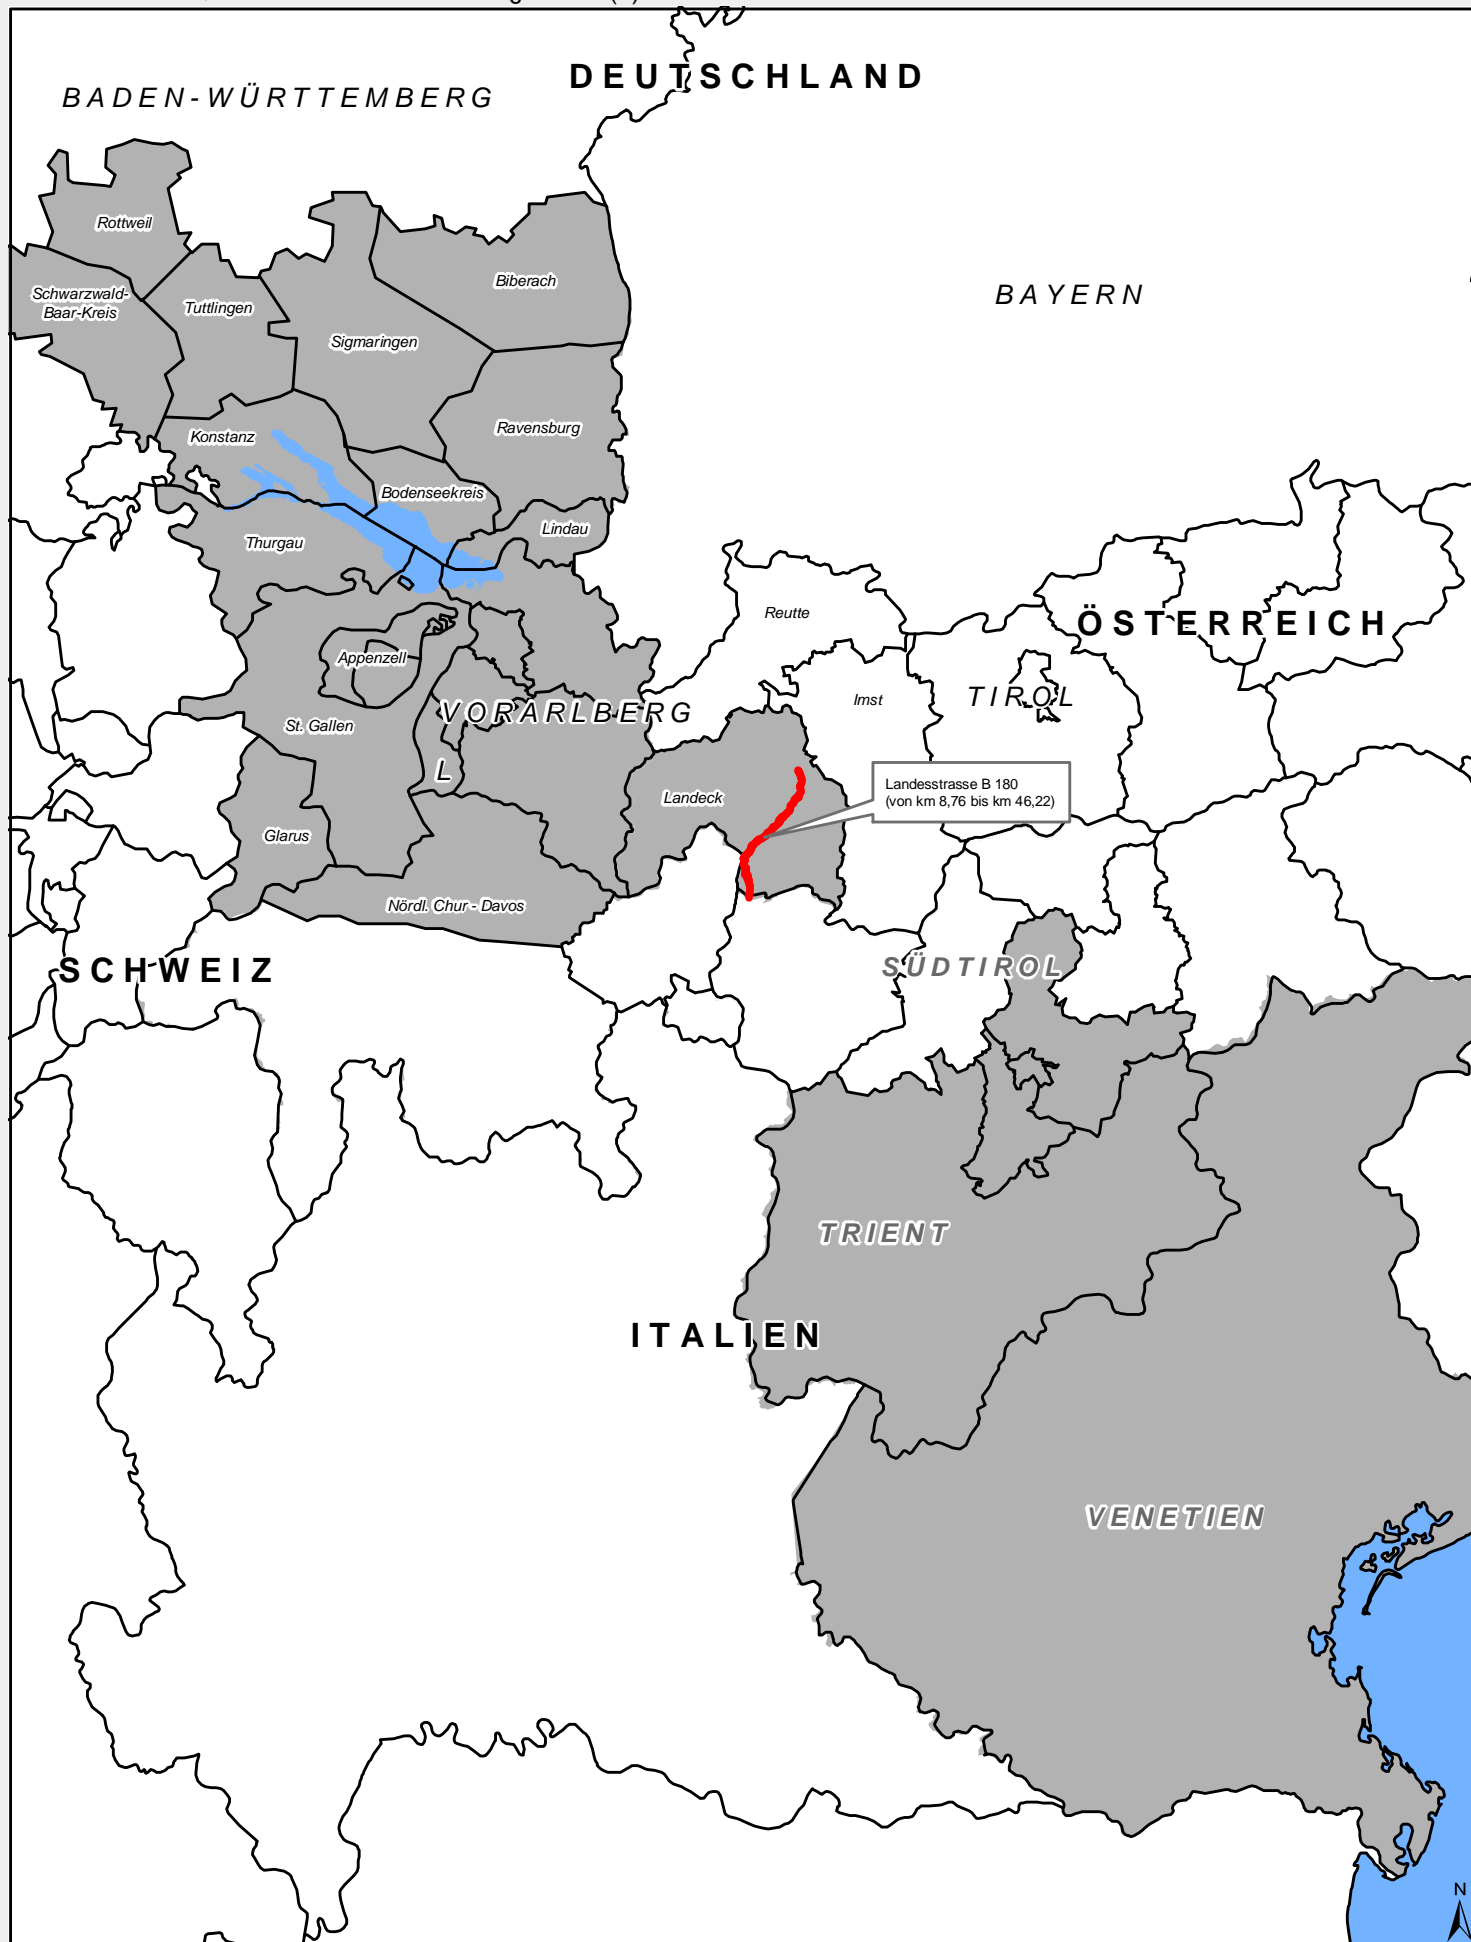 DEUTSCHLAND
BADEN-WÜRTTEMBERG
Rottweil
Biberach
BAYERN
Schwarzwald-
Baar-Kreis
Tuttlingen
Sigmaringen
Ravensburg
Konstanz
Bodenseekreis
Lindau
Thurgau
Reutte
ÖSTERREICH
Appenzell
TIROL
Imst
VORARLBERG
St. Gallen
L
Landesstrasse B 180
(von km 8,76 bis km 46,22)
Landeck
Glarus
Nördl. Chur - Davos
SCHWEIZ
SÜDTIROL
TRIENT
ITALIEN
VENETIEN
N